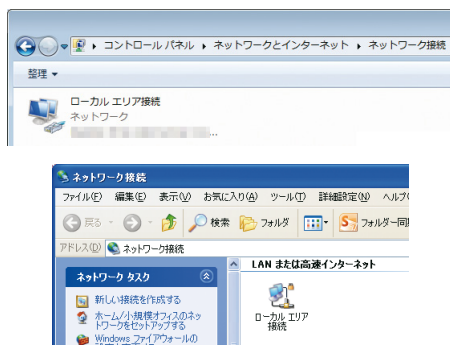 コントロール パネル ▸ ネットワークとインターネット ▸ ネットワーク接続
整理 ▼
ローカル エリア接続
ネットワーク
...
ネットワーク接続
ファイル(F) 編集(E) 表示(V) お気に入り(A) ツール(T) 詳細設定(N) ヘルプ(
戻る 検索 フォルダ フォルダー同期
アドレス(D) ネットワーク接続
ネットワーク タスク
LAN または高速インターネット
新しい接続を作成する
ローカル エリア
接続
ホーム/小規模オフィスのネッ
トワークをセットアップする
Windows ファイアウォールの